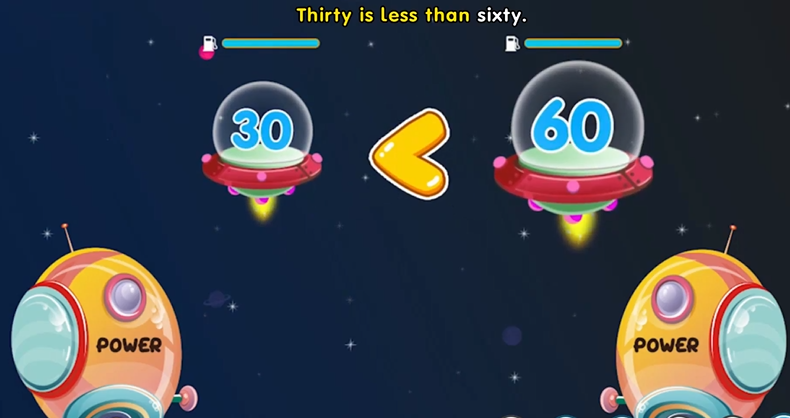 Thirty is less than sixty.
30 < 60
POWER POWER